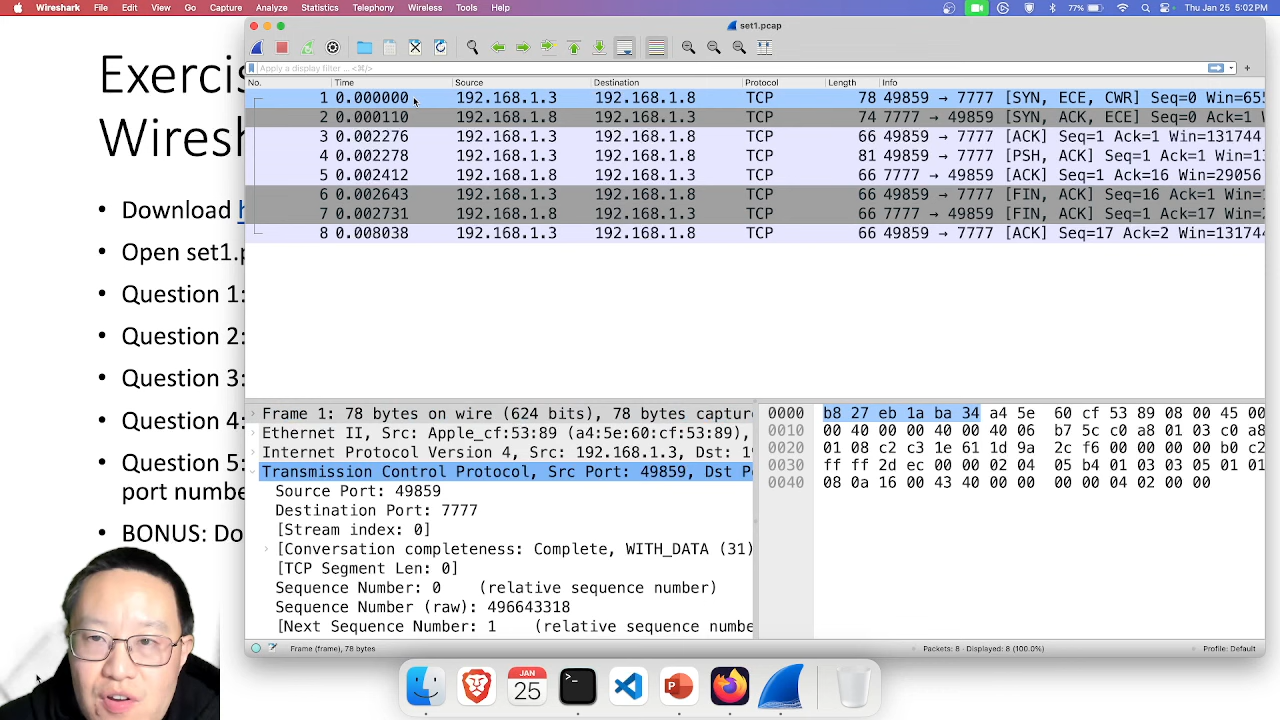 Wireshark File Edit View Go Capture Analyze Statistics Telephony Wireless Tools Help 77% Thu Jan 25 5:02 PM
set1.pcap
Apply a display filter ... <⌘/>
No. Time Source Destination Protocol Length Info
1 0.000000 192.168.1.3 192.168.1.8 TCP 78 49859 → 7777 [SYN, ECE, CWR] Seq=0 Win=655
2 0.000110 192.168.1.8 192.168.1.3 TCP 74 7777 → 49859 [SYN, ACK, ECE] Seq=0 Ack=1 W
3 0.002276 192.168.1.3 192.168.1.8 TCP 66 49859 → 7777 [ACK] Seq=1 Ack=1 Win=131744
4 0.002278 192.168.1.3 192.168.1.8 TCP 81 49859 → 7777 [PSH, ACK] Seq=1 Ack=1 Win=13
5 0.002412 192.168.1.8 192.168.1.3 TCP 66 7777 → 49859 [ACK] Seq=1 Ack=16 Win=29056
6 0.002643 192.168.1.3 192.168.1.8 TCP 66 49859 → 7777 [FIN, ACK] Seq=16 Ack=1 Win=1
7 0.002731 192.168.1.8 192.168.1.3 TCP 66 7777 → 49859 [FIN, ACK] Seq=1 Ack=17 Win=2
8 0.008038 192.168.1.3 192.168.1.8 TCP 66 49859 → 7777 [ACK] Seq=17 Ack=2 Win=131744
Exercis
Wiresh
• Download h
• Open set1.p
• Question 1:
• Question 2:
• Question 3:
• Question 4:
• Question 5:
port numbe
• BONUS: Do
Frame 1: 78 bytes on wire (624 bits), 78 bytes capture
Ethernet II, Src: Apple_cf:53:89 (a4:5e:60:cf:53:89),
Internet Protocol Version 4, Src: 192.168.1.3, Dst: 19
Transmission Control Protocol, Src Port: 49859, Dst Po
Source Port: 49859
Destination Port: 7777
[Stream index: 0]
[Conversation completeness: Complete, WITH_DATA (31)]
[TCP Segment Len: 0]
Sequence Number: 0 (relative sequence number)
Sequence Number (raw): 496643318
[Next Sequence Number: 1 (relative sequence numbe
0000 b8 27 eb 1a ba 34 a4 5e 60 cf 53 89 08 00 45 00
0010 00 40 00 00 40 00 40 06 b7 5c c0 a8 01 03 c0 a8
0020 01 08 c2 c3 1e 61 1d 9a 2c f6 00 00 00 00 b0 c2
0030 ff ff 2d ec 00 00 02 04 05 b4 01 03 03 05 01 01
0040 08 0a 16 00 43 40 00 00 00 00 04 02 00 00
Frame (frame), 78 bytes
Packets: 8 · Displayed: 8 (100.0%)
Profile: Default
JAN
25